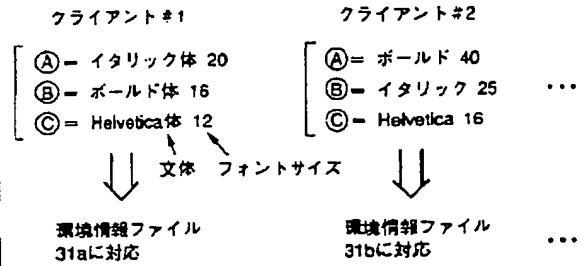 クライアント#1
Ⓐ= イタリック体 20
Ⓑ= ボールド体 16
Ⓒ= Helvetica体 12
文体 フォントサイズ
環境情報ファイル
31aに対応
クライアント#2
Ⓐ= ボールド 40
Ⓑ= イタリック 25
Ⓒ= Helvetica 16
...
環境情報ファイル
31bに対応
...